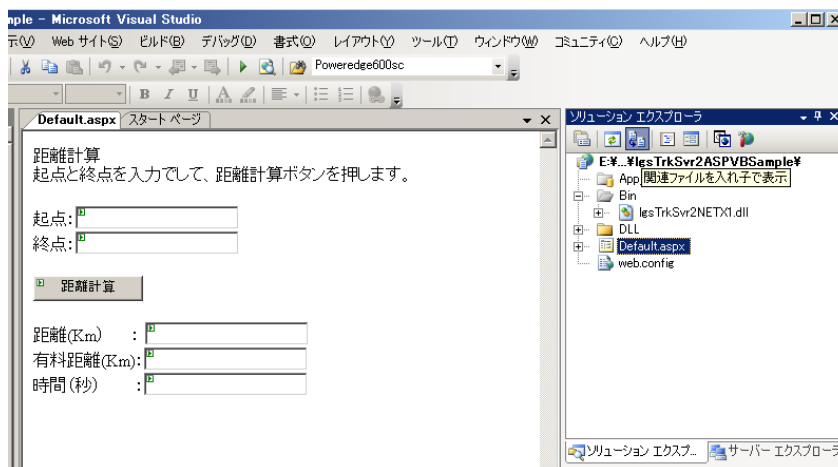 mple - Microsoft Visual Studio
示(V) Web サイト(S) ビルド(B) デバッグ(D) 書式(O) レイアウト(Y) ツール(T) ウィンドウ(W) コミュニティ(C) ヘルプ(H)
Poweredge600sc
B I U A
Default.aspx スタート ページ
距離計算
起点と終点を入力でして、距離計算ボタンを押します。
起点:
終点:
距離計算
距離(Km) :
有料距離(Km):
時間(秒) :
ソリューション エクスプローラ
E:¥...¥lgsTrkSvr2ASPVBSample¥
App
関連ファイルを入れ子で表示
Bin
lgsTrkSvr2NETX1.dll
DLL
Default.aspx
web.config
ソリューション エクスプ... サーバー エクスプローラ